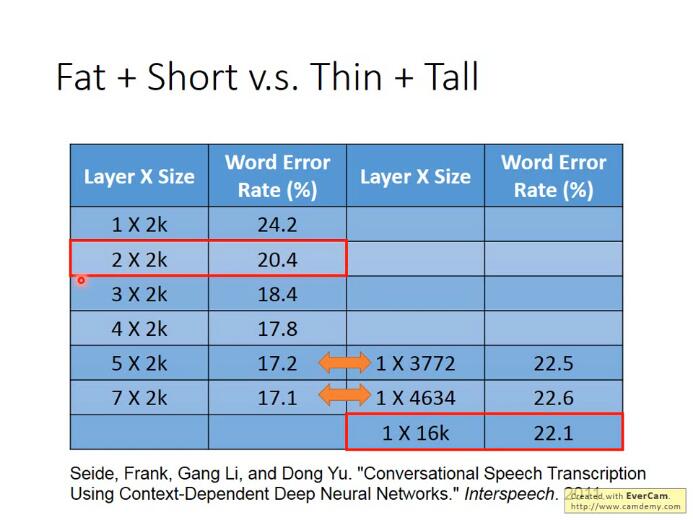 Fat + Short v.s. Thin + Tall
Layer X Size Word Error Rate (%) Layer X Size Word Error Rate (%)
1 X 2k 24.2
2 X 2k 20.4
3 X 2k 18.4
4 X 2k 17.8
5 X 2k 17.2 1 X 3772 22.5
7 X 2k 17.1 1 X 4634 22.6
1 X 16k 22.1
Seide, Frank, Gang Li, and Dong Yu. "Conversational Speech Transcription
Using Context-Dependent Deep Neural Networks." Interspeech. 2011.
Created with EverCam.
http://www.camdemy.com